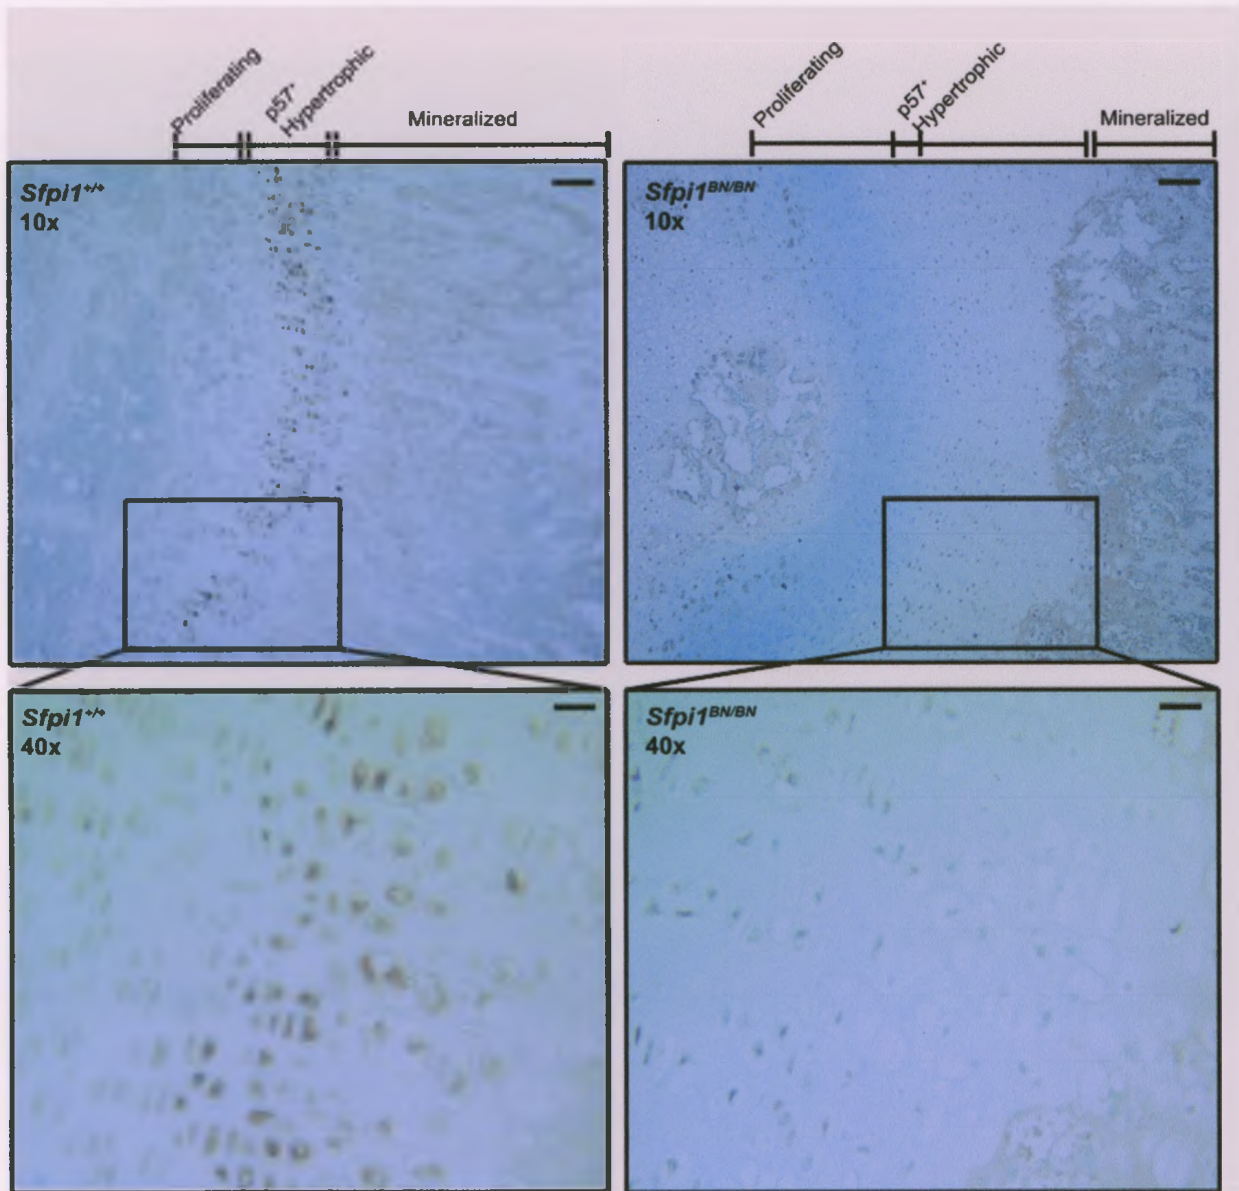 Proliferating
p57+
Hypertrophic
Mineralized
Proliferating
p57+
Hypertrophic
Mineralized
Sfpi1+/+
10x
Sfpi1BN/BN
10x
Sfpi1+/+
40x
Sfpi1BN/BN
40x